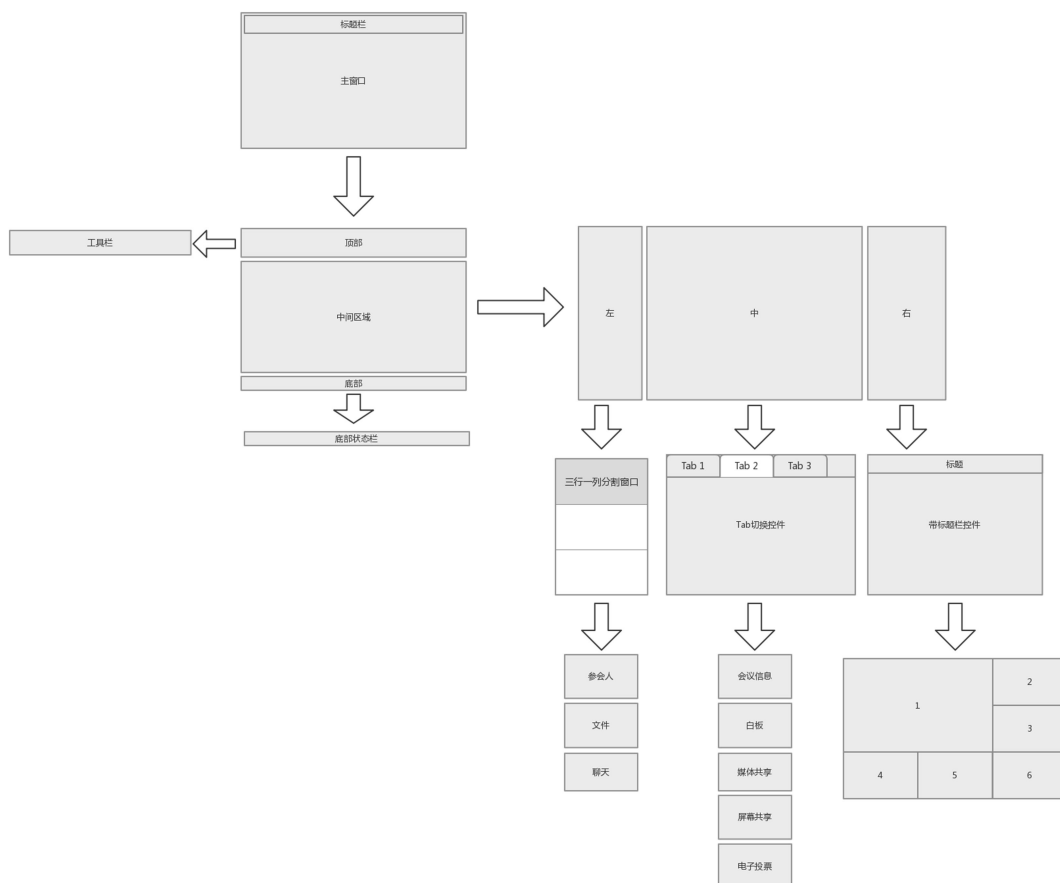 标题栏
主窗口
工具栏
顶部
中间区域
底部
底部状态栏
左
中
右
三行一列分割窗口
Tab 1
Tab 2
Tab 3
Tab切换控件
标题
带标题栏控件
参会人
文件
聊天
会议信息
白板
媒体共享
屏幕共享
电子投票
1
2
3
4
5
6